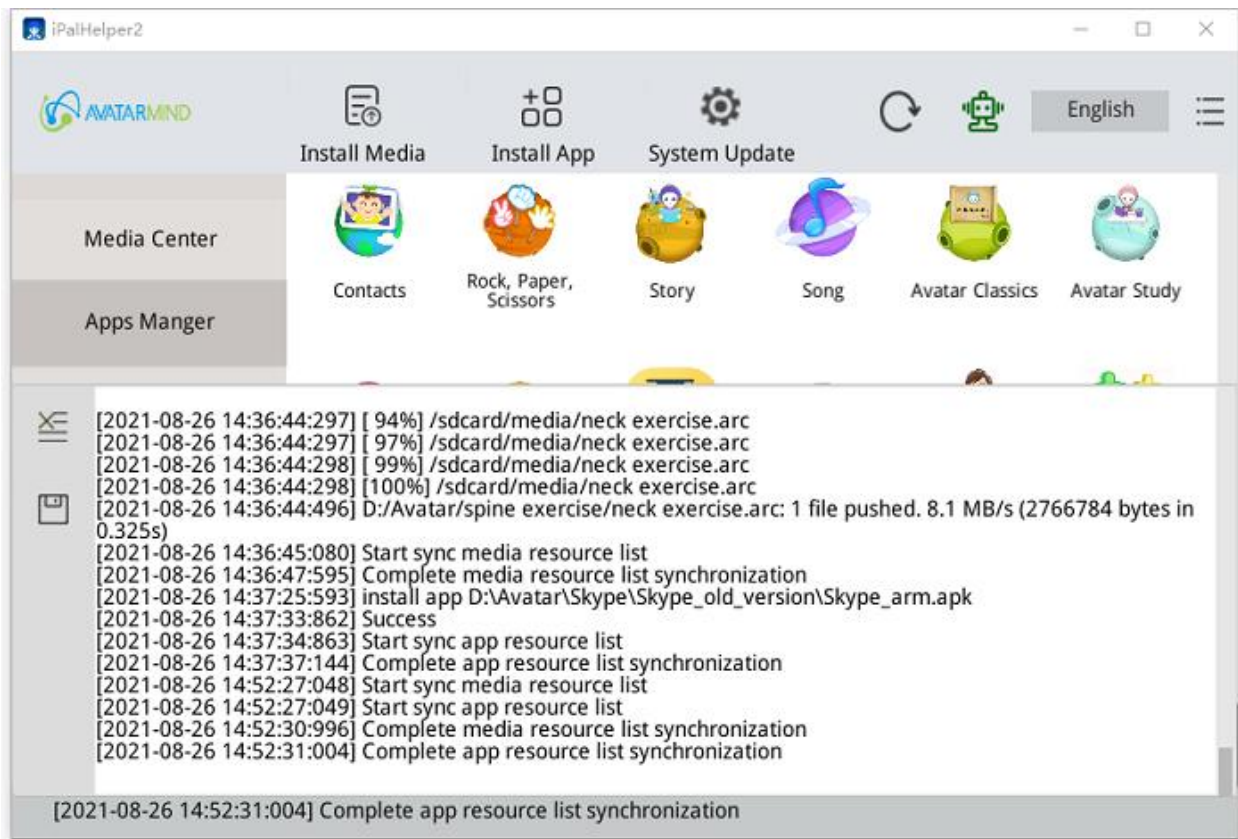 iPalHelper2
AVATARMIND
Install Media
Install App
System Update
English
Media Center
Apps Manger
Contacts
Rock, Paper,
Scissors
Story
Song
Avatar Classics
Avatar Study
[2021-08-26 14:36:44:297] [ 94%] /sdcard/media/neck exercise.arc
[2021-08-26 14:36:44:297] [ 97%] /sdcard/media/neck exercise.arc
[2021-08-26 14:36:44:298] [ 99%] /sdcard/media/neck exercise.arc
[2021-08-26 14:36:44:298] [100%] /sdcard/media/neck exercise.arc
[2021-08-26 14:36:44:496] D:/Avatar/spine exercise/neck exercise.arc: 1 file pushed. 8.1 MB/s (2766784 bytes in
0.325s)
[2021-08-26 14:36:45:080] Start sync media resource list
[2021-08-26 14:36:47:595] Complete media resource list synchronization
[2021-08-26 14:37:25:593] install app D:\Avatar\Skype\Skype_old_version\Skype_arm.apk
[2021-08-26 14:37:33:862] Success
[2021-08-26 14:37:34:863] Start sync app resource list
[2021-08-26 14:37:37:144] Complete app resource list synchronization
[2021-08-26 14:52:27:048] Start sync media resource list
[2021-08-26 14:52:27:049] Start sync app resource list
[2021-08-26 14:52:30:996] Complete media resource list synchronization
[2021-08-26 14:52:31:004] Complete app resource list synchronization
[2021-08-26 14:52:31:004] Complete app resource list synchronization